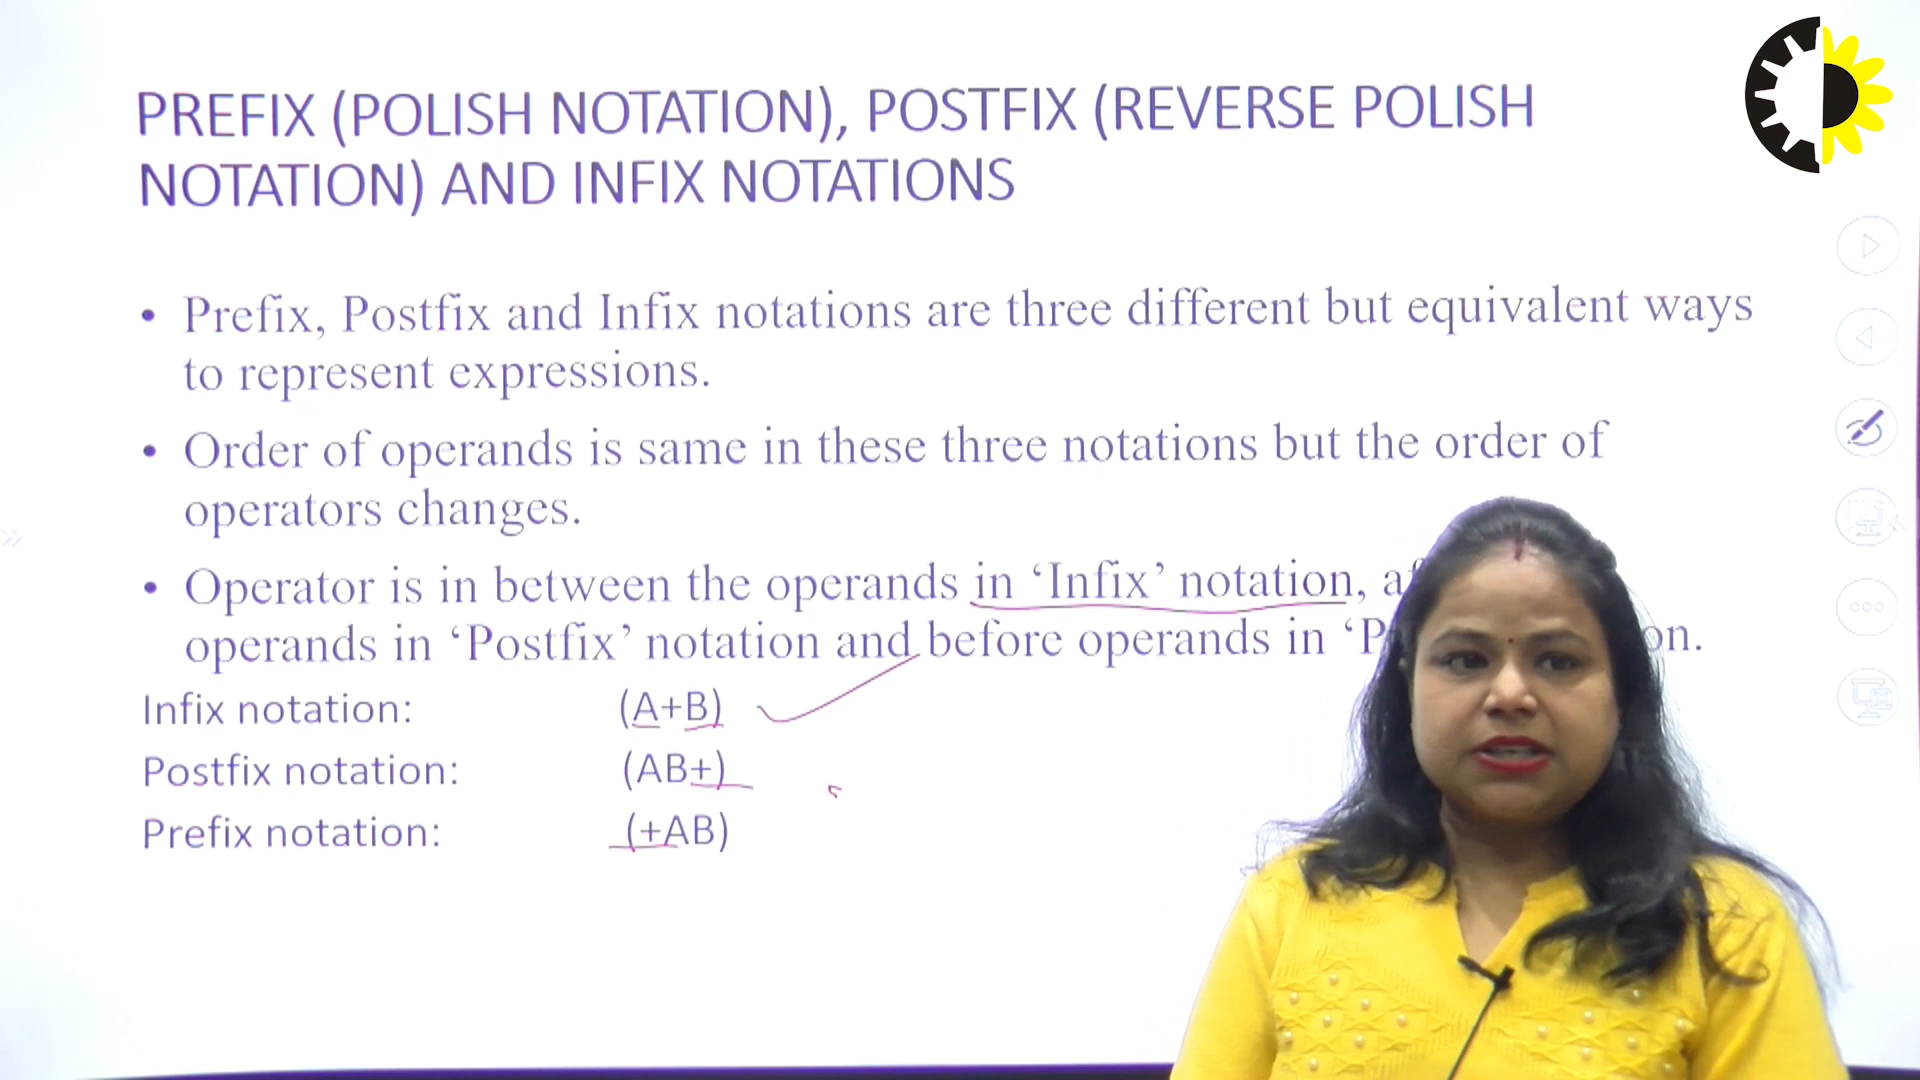 PREFIX (POLISH NOTATION), POSTFIX (REVERSE POLISH
NOTATION) AND INFIX NOTATIONS
• Prefix, Postfix and Infix notations are three different but equivalent ways
to represent expressions.
• Order of operands is same in these three notations but the order of
operators changes.
• Operator is in between the operands in ‘Infix’ notation,
operands in ‘Postfix’ notation and before operands in
Infix notation: (A+B)
Postfix notation: (AB+)
Prefix notation: (+AB)